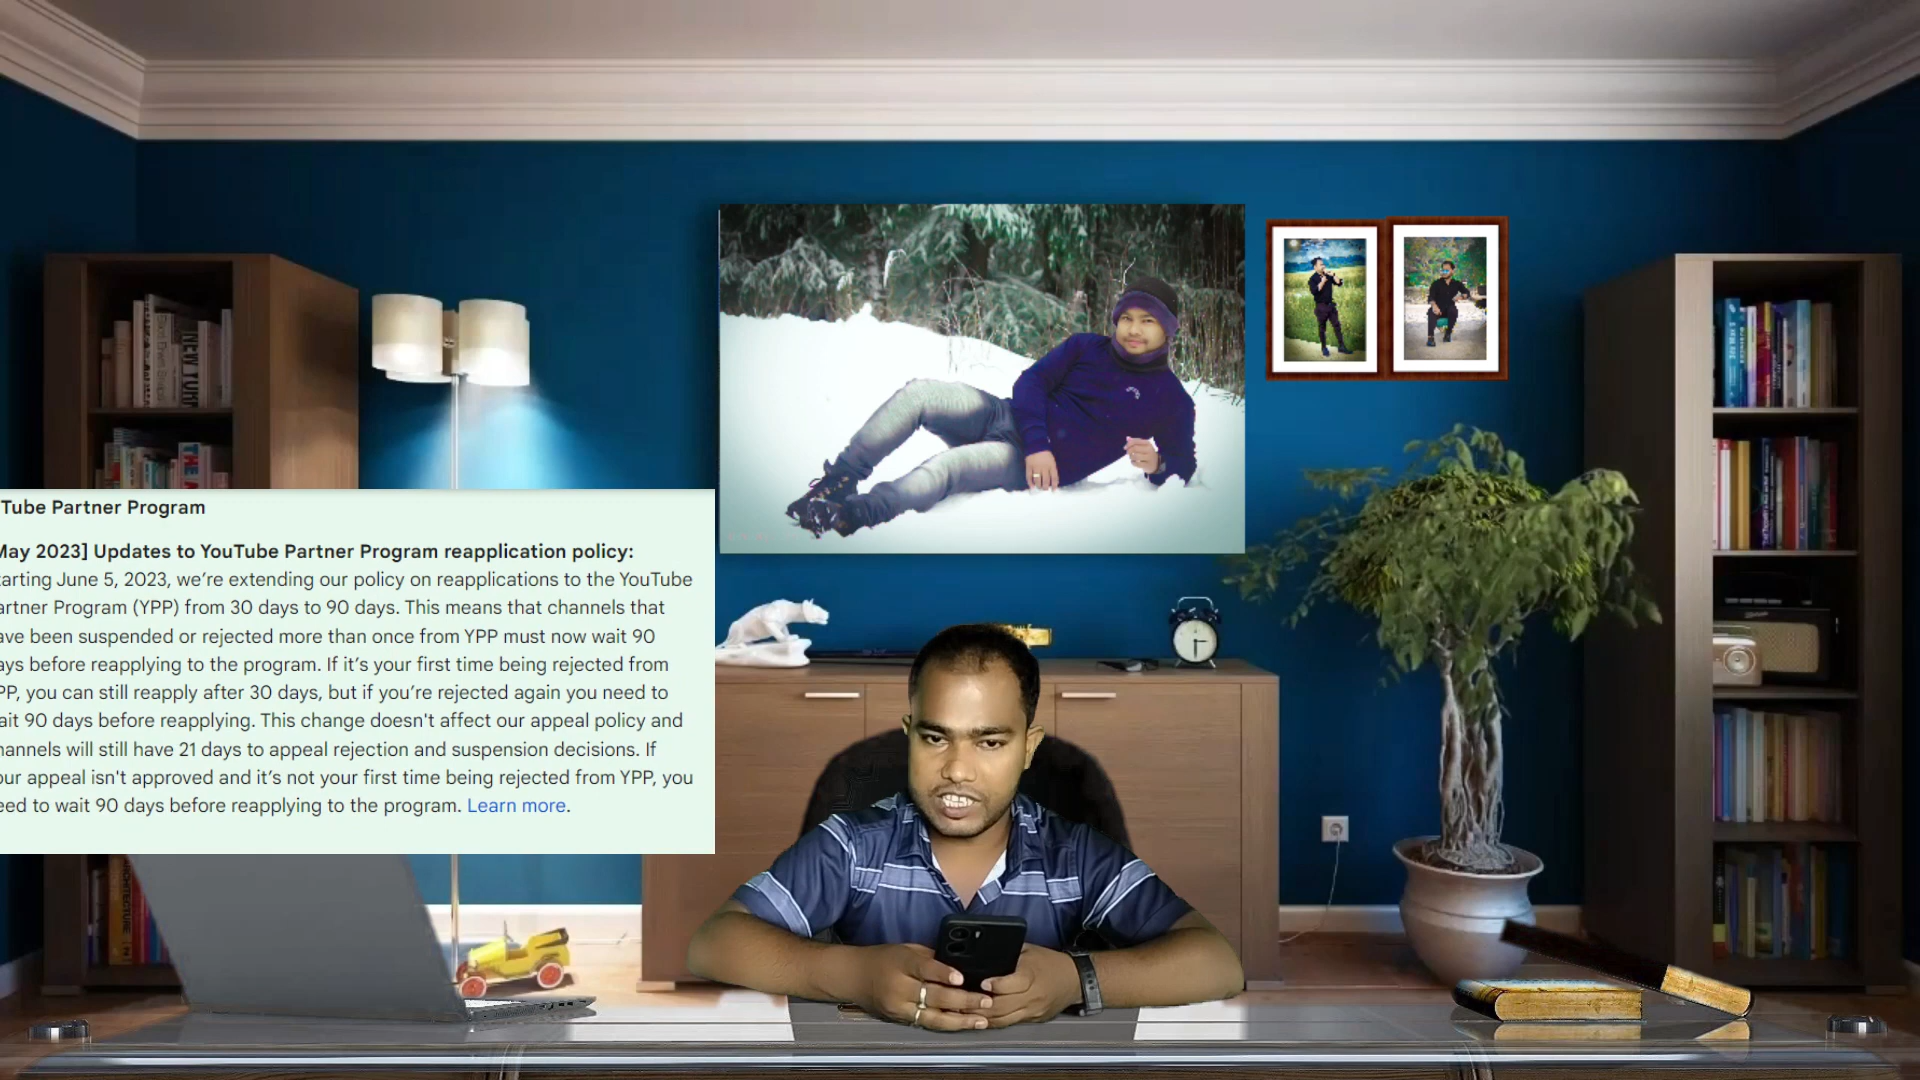 Tube Partner Program
May 2023] Updates to YouTube Partner Program reapplication policy:
arting June 5, 2023, we're extending our policy on reapplications to the YouTube
artner Program (YPP) from 30 days to 90 days. This means that channels that
ave been suspended or rejected more than once from YPP must now wait 90
ays before reapplying to the program. If it's your first time being rejected from
PP, you can still reapply after 30 days, but if you're rejected again you need to
ait 90 days before reapplying. This change doesn't affect our appeal policy and
hannels will still have 21 days to appeal rejection and suspension decisions. If
our appeal isn't approved and it's not your first time being rejected from YPP, you
eed to wait 90 days before reapplying to the program. Learn more.
NEW TURK
THE
ARCHITECTURE